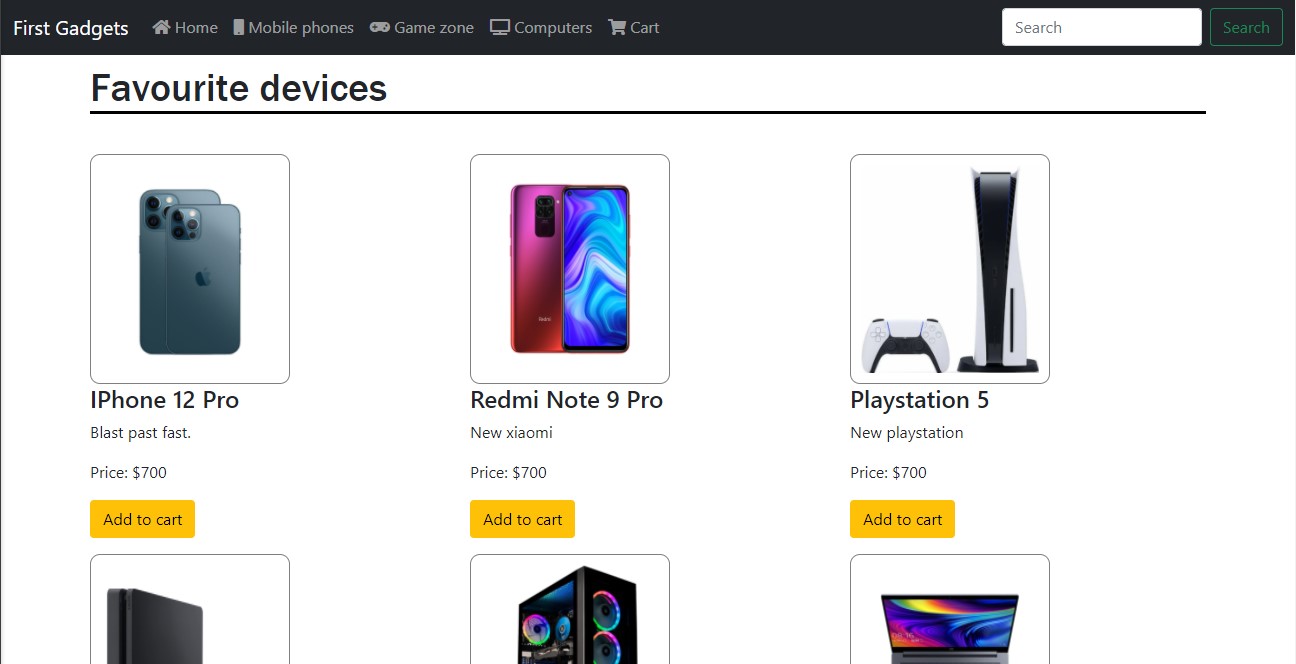 First Gadgets Home Mobile phones Game zone Computers Cart Search Search
Favourite devices
IPhone 12 Pro Redmi Note 9 Pro Playstation 5
Blast past fast. New xiaomi New playstation
Price: $700 Price: $700 Price: $700
Add to cart Add to cart Add to cart